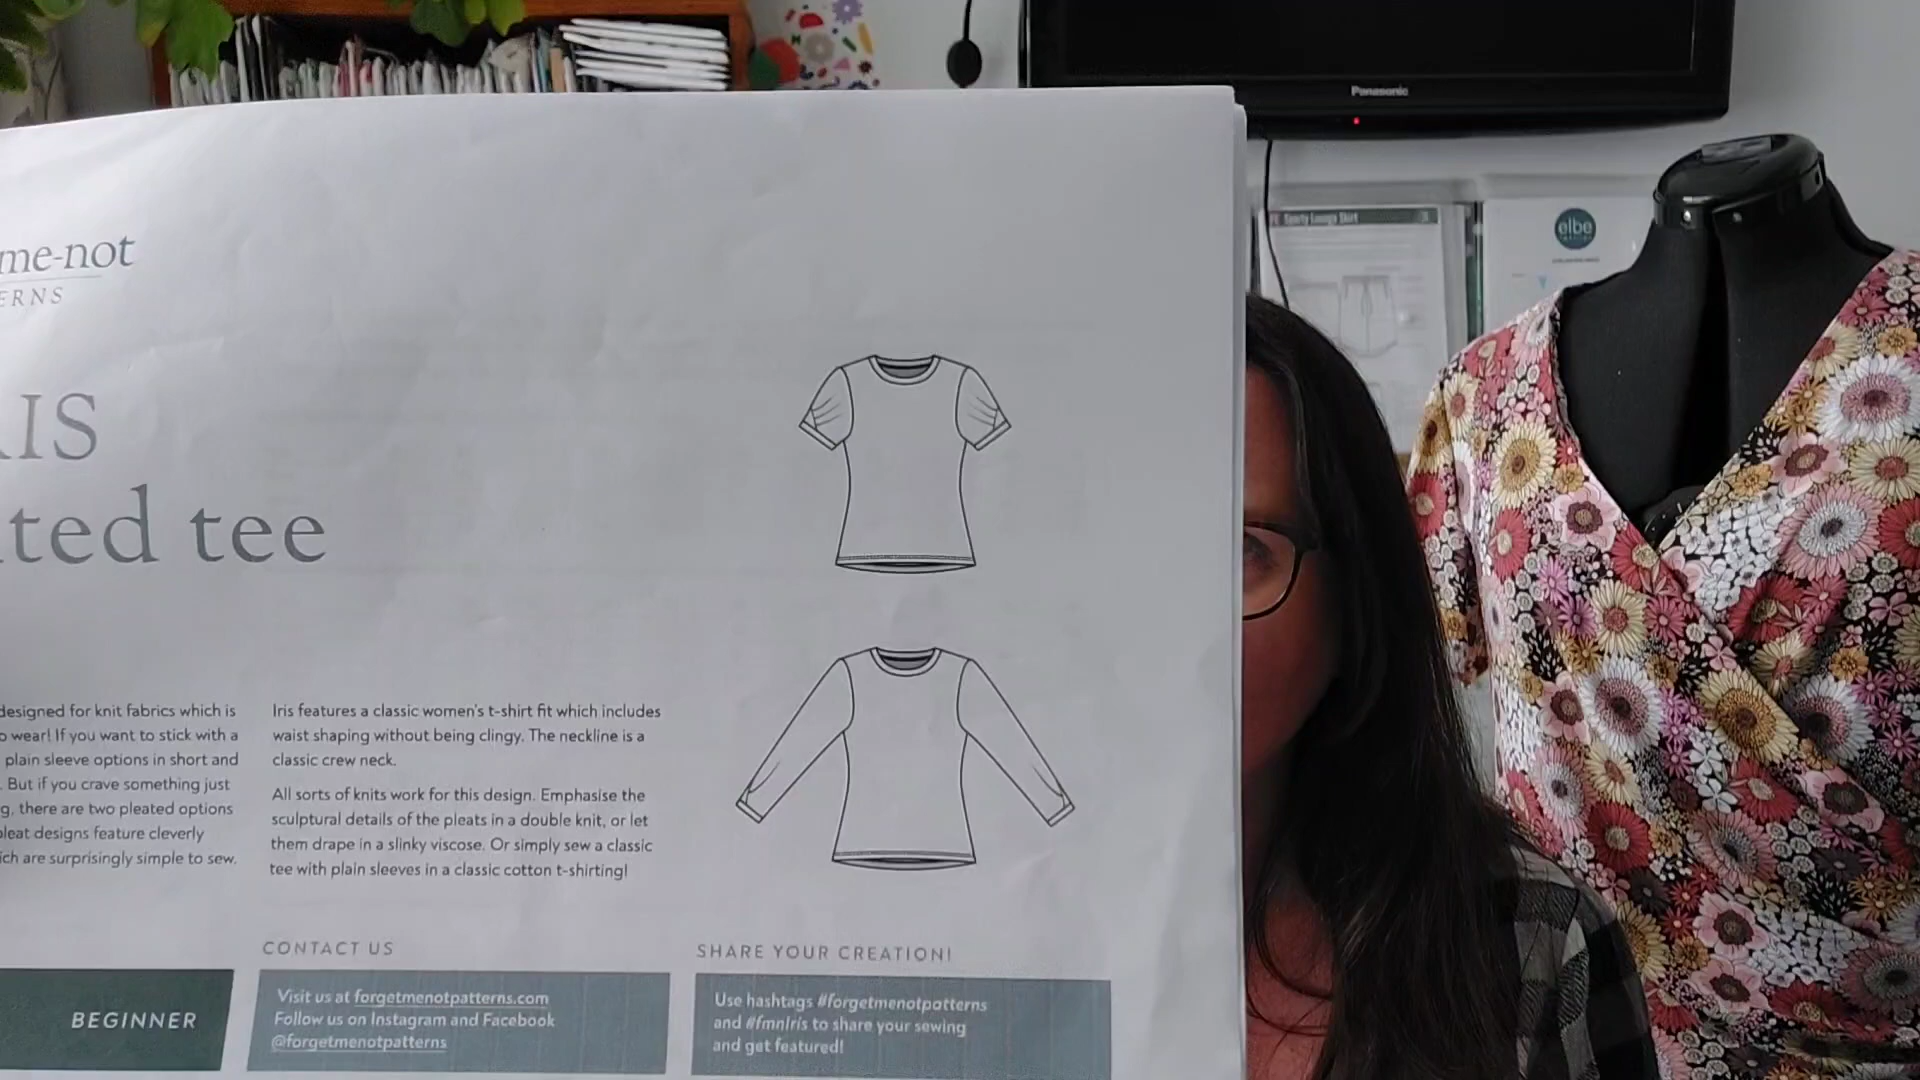 Panasonic
Sporty Lounge Skirt
elbe
me-not
ERNS
IS
ted tee
designed for knit fabrics which is
o wear! If you want to stick with a
plain sleeve options in short and
. But if you crave something just
g, there are two pleated options
pleat designs feature cleverly
ich are surprisingly simple to sew.
Iris features a classic women's t-shirt fit which includes
waist shaping without being clingy. The neckline is a
classic crew neck.
All sorts of knits work for this design. Emphasise the
sculptural details of the pleats in a double knit, or let
them drape in a slinky viscose. Or simply sew a classic
tee with plain sleeves in a classic cotton t-shirting!
BEGINNER
CONTACT US
Visit us at forgetmenotpatterns.com
Follow us on Instagram and Facebook
@forgetmenotpatterns
SHARE YOUR CREATION!
Use hashtags #forgetmenotpatterns
and #fmnIris to share your sewing
and get featured!